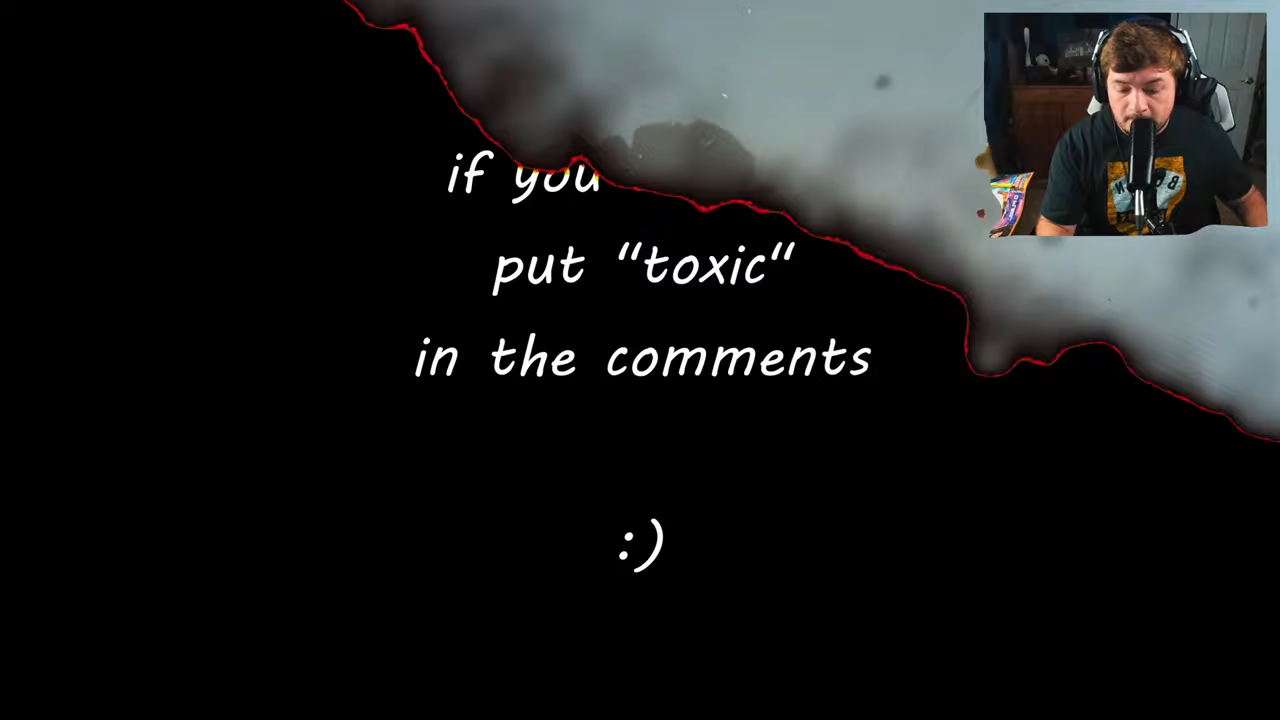 if you
put "toxic"
in the comments
:)